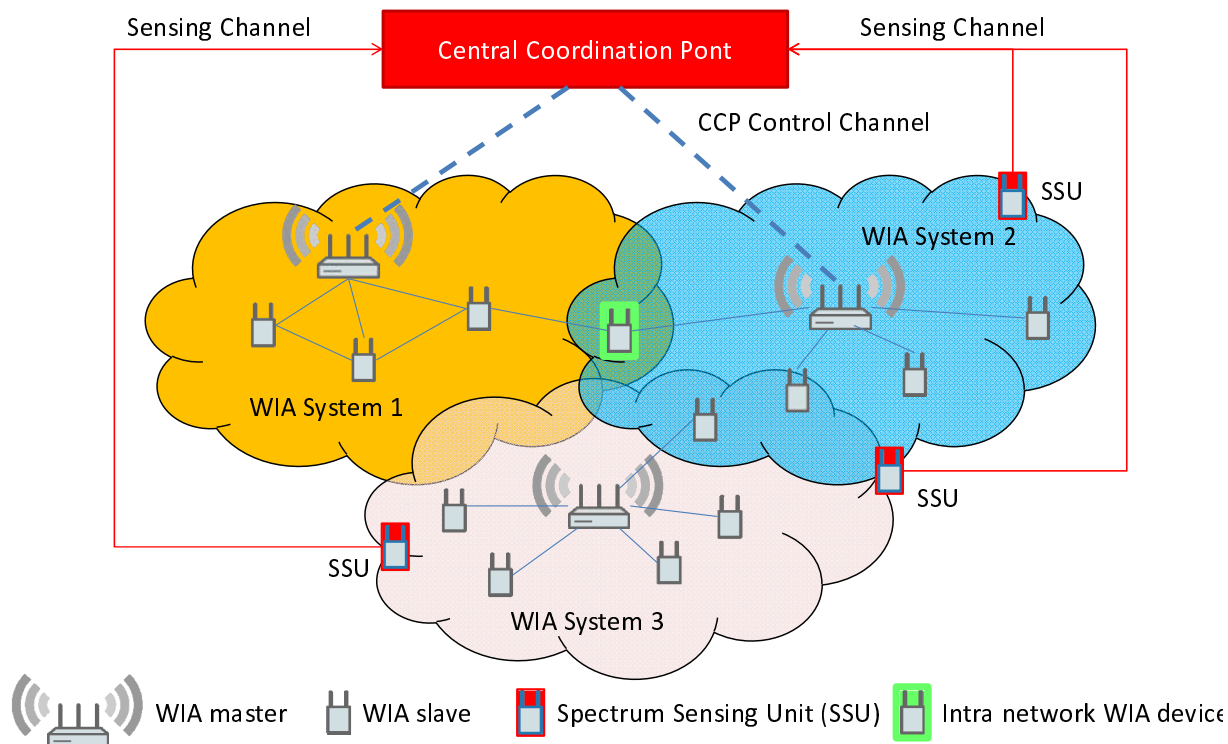 Sensing Channel
Central Coordination Pont
Sensing Channel
CCP Control Channel
SSU
WIA System 2
WIA System 1
SSU
SSU
WIA System 3
WIA master
WIA slave
Spectrum Sensing Unit (SSU)
Intra network WIA device